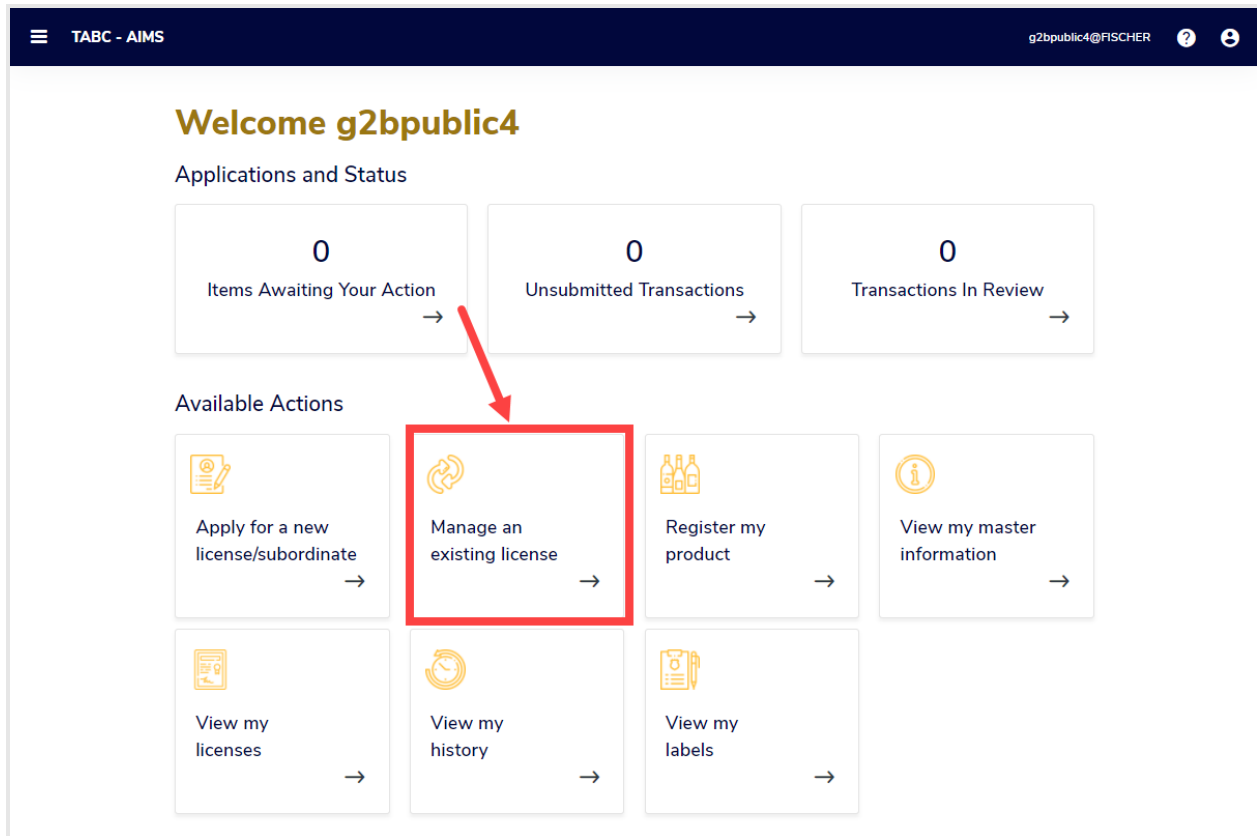 TABC - AIMS
g2bpublic4@FISCHER
Welcome g2bpublic4
Applications and Status
0
Items Awaiting Your Action
0
Unsubmitted Transactions
0
Transactions In Review
Available Actions
Apply for a new
license/subordinate
Manage an
existing license
Register my
product
View my master
information
View my
licenses
View my
history
View my
labels